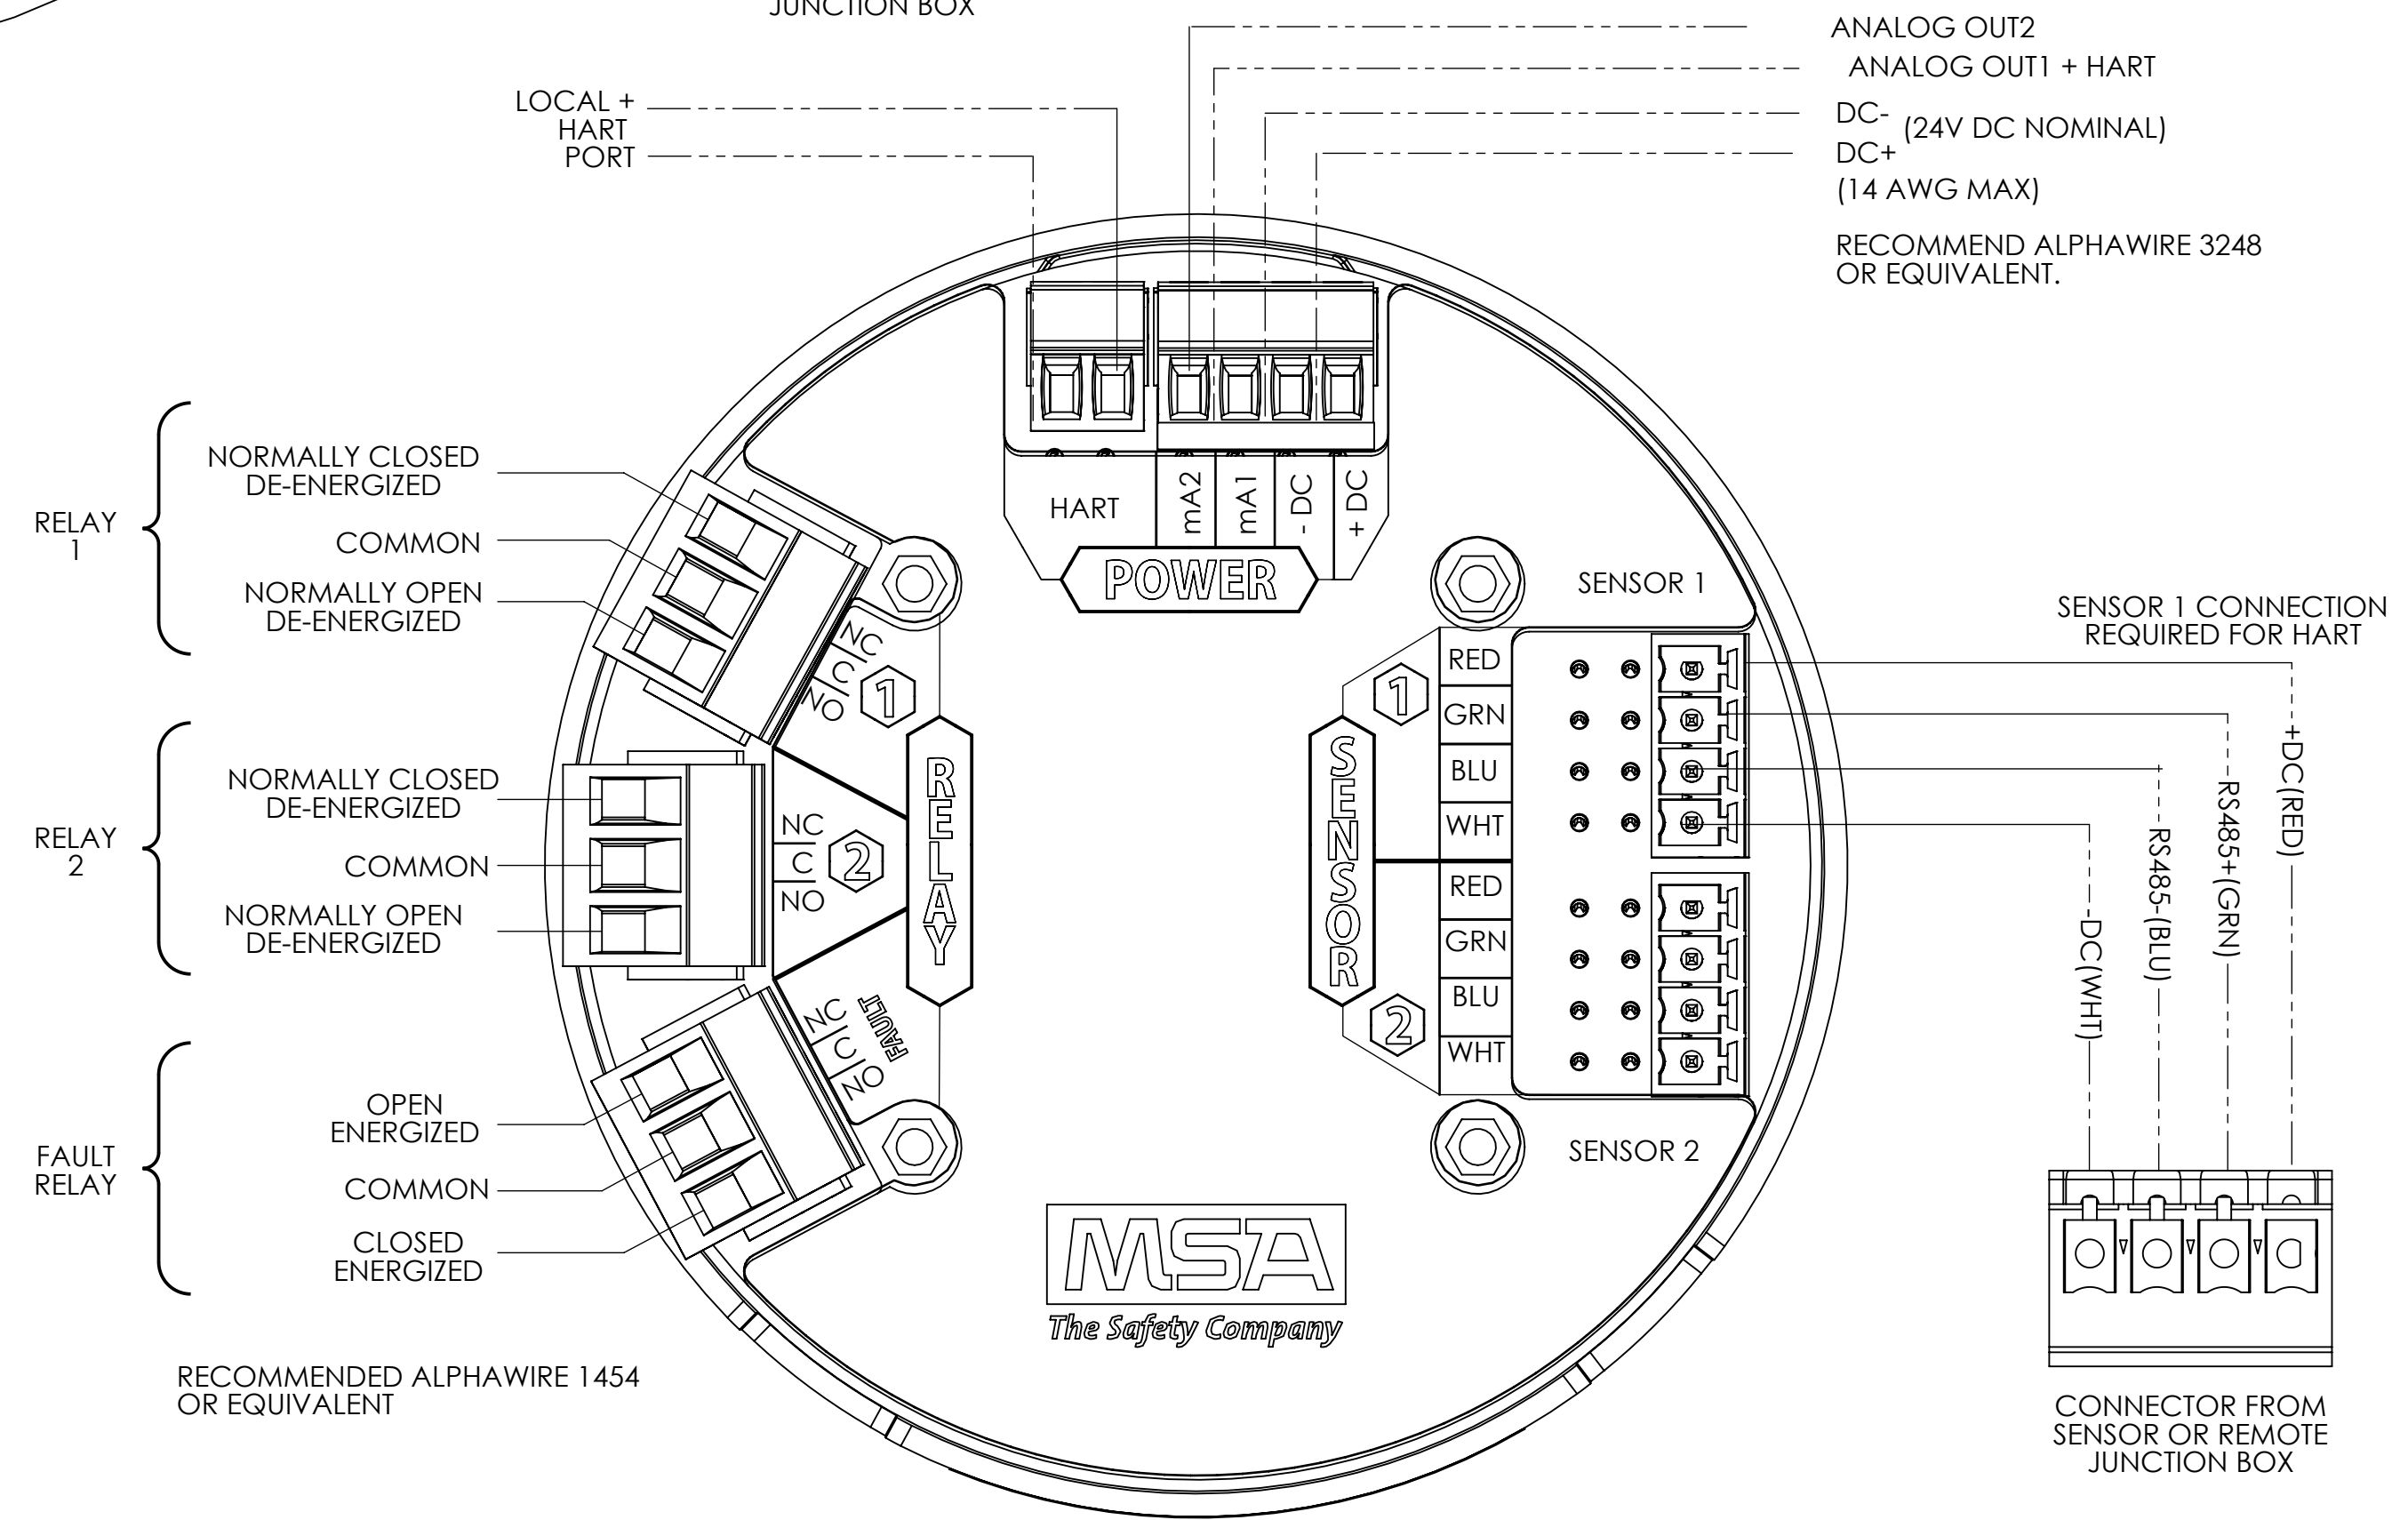 JUNCTION BOX
ANALOG OUT2
ANALOG OUT1 + HART
DC-
(24V DC NOMINAL)
DC+
(14 AWG MAX)
RECOMMEND ALPHAWIRE 3248
OR EQUIVALENT.
LOCAL +
HART
PORT
RELAY
1
NORMALLY CLOSED
DE-ENERGIZED
COMMON
NORMALLY OPEN
DE-ENERGIZED
RELAY
2
NORMALLY CLOSED
DE-ENERGIZED
COMMON
NORMALLY OPEN
DE-ENERGIZED
FAULT
RELAY
OPEN
ENERGIZED
COMMON
CLOSED
ENERGIZED
RECOMMENDED ALPHAWIRE 1454
OR EQUIVALENT
HART
mA2
mA1
- DC
+ DC
POWER
NC
C
NO
1
NC
C
NO
2
NC
C
NO
FAULT
RELAY
SENSOR 1
SENSOR
1
RED
GRN
BLU
WHT
RED
GRN
BLU
WHT
2
SENSOR 2
MSA
The Safety Company
SENSOR 1 CONNECTION
REQUIRED FOR HART
+DC(RED)
RS485+(GRN)
RS485-(BLU)
-DC(WHT)
CONNECTOR FROM
SENSOR OR REMOTE
JUNCTION BOX